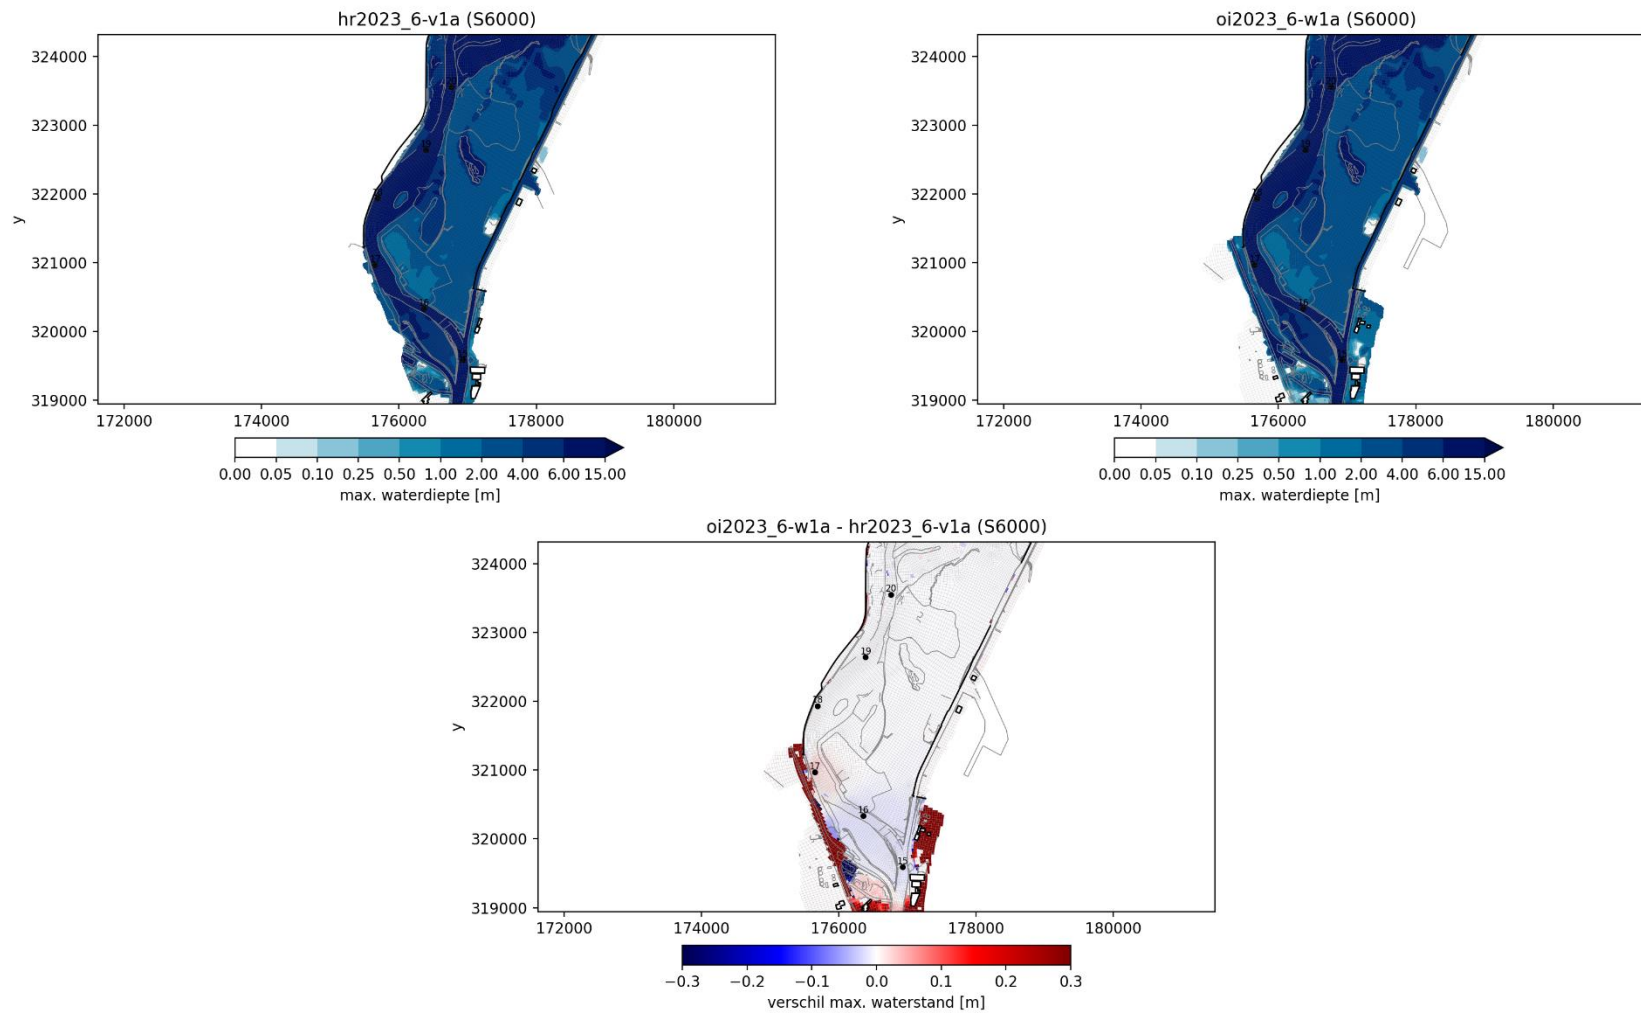 hr2023_6-v1a (S6000)
324000
323000
322000
321000
320000
319000
y
172000 174000 176000 178000 180000
0.00 0.05 0.10 0.25 0.50 1.00 2.00 4.00 6.00 15.00
max. waterdiepte [m]
oi2023_6-w1a (S6000)
324000
323000
322000
321000
320000
319000
y
172000 174000 176000 178000 180000
0.00 0.05 0.10 0.25 0.50 1.00 2.00 4.00 6.00 15.00
max. waterdiepte [m]
oi2023_6-w1a - hr2023_6-v1a (S6000)
324000
323000
322000
321000
320000
319000
y
20
19
18
17
16
15
172000 174000 176000 178000 180000
−0.3 −0.2 −0.1 0.0 0.1 0.2 0.3
verschil max. waterstand [m]